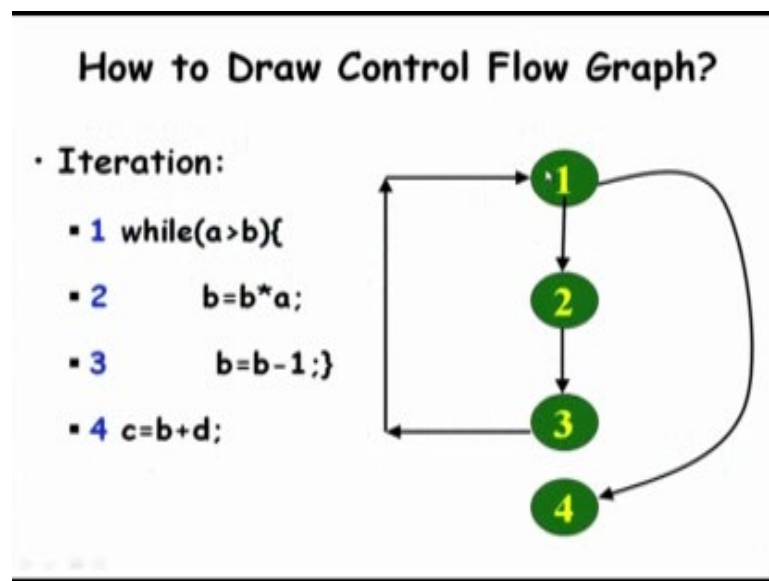 How to Draw Control Flow Graph?
• Iteration:
▪ 1 while(a>b){
▪ 2 b=b*a;
▪ 3 b=b-1;}
▪ 4 c=b+d;
1
2
3
4